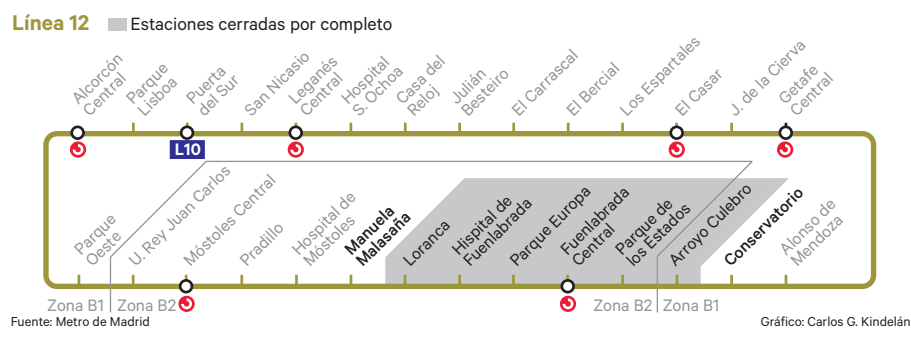 Línea 12
Estaciones cerradas por completo
Alcorcón
Central
Parque
Lisboa
Puerta
del Sur
San Nicasio
Leganés
Central
Hospital
S. Ochoa
Casa del
Reloj
Julián
Besteiro
El Carrascal
El Bercial
Los Espartales
El Casar
J. de la Cierva
Getafe
Central
L10
Parque
Oeste
U. Rey Juan Carlos
Móstoles Central
Pradillo
Hospital de
Móstoles
Manuela
Malasaña
Loranca
Hispital de
Fuenlabrada
Parque Europa
Fuenlabrada
Central
Parque de
los Estados
Arroyo Culebro
Conservatorio
Alonso de
Mendoza
Zona B1
Zona B2
Zona B2
Zona B1
Fuente: Metro de Madrid
Gráfico: Carlos G. Kindelán